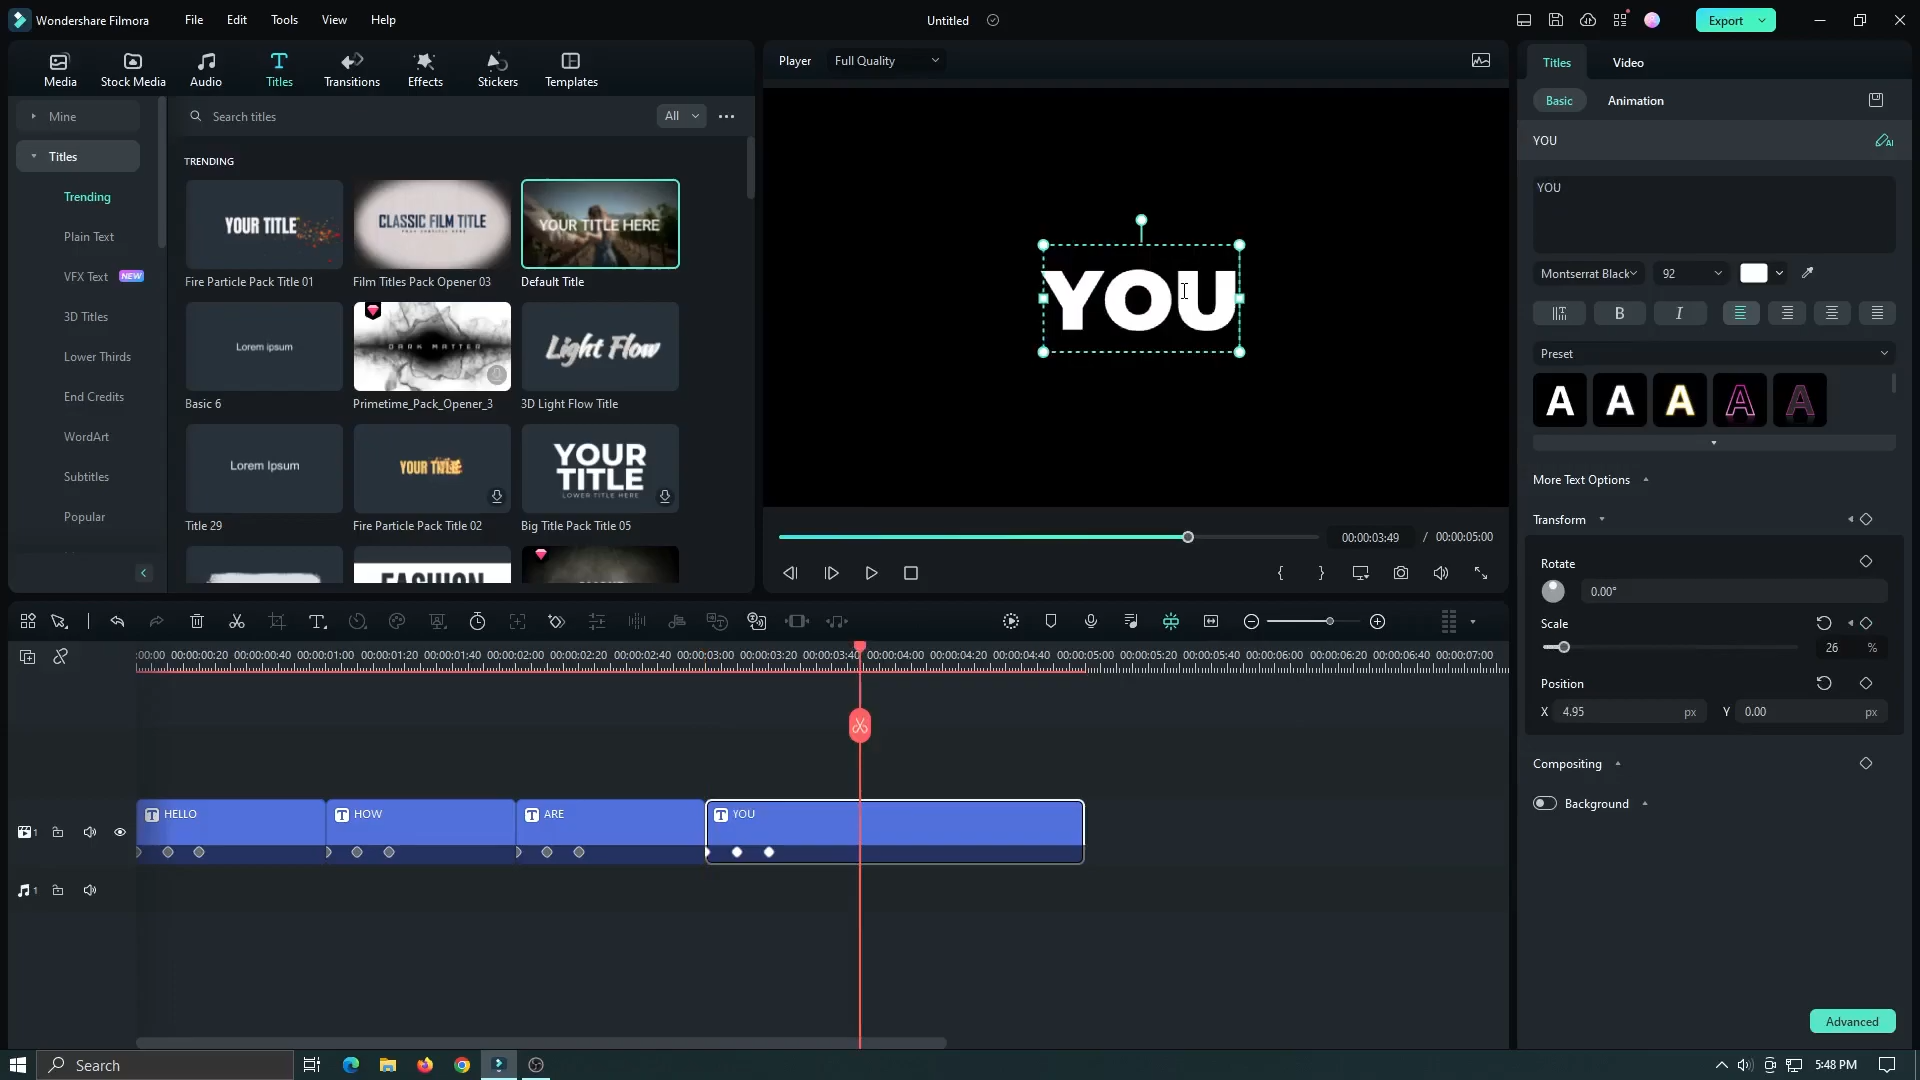 Wondershare Filmora
File
Edit
Tools
View
Help
Untitled
Export
Media
Stock Media
Audio
Titles
Transitions
Effects
Stickers
Templates
Player
Full Quality
Titles
Video
Mine
Search titles
All
Basic
Animation
Titles
TRENDING
YOU
Trending
Plain Text
VFX Text
NEW
3D Titles
Lower Thirds
End Credits
WordArt
Subtitles
Popular
YOUR TITLE
Fire Particle Pack Title 01
CLASSIC FILM TITLE
Film Titles Pack Opener 03
YOUR TITLE HERE
Default Title
Lorem ipsum
Basic 6
DARK MATTER
Primetime_Pack_Opener_3
Light Flow
3D Light Flow Title
Lorem Ipsum
Title 29
YOUR TITLE
Fire Particle Pack Title 02
YOUR
TITLE
LOWER TITLE HERE
Big Title Pack Title 05
FASHION
YOU
00:00:03:49 / 00:00:05:00
YOU
AI
Montserrat Black
92
B
I
Preset
A
A
A
A
A
More Text Options
Transform
Rotate
0.00°
Scale
26 %
Position
X 4.95 px
Y 0.00 px
Compositing
Background
Advanced
:00:00 00:00:00:20 00:00:00:40 00:00:01:00 00:00:01:20 00:00:01:40 00:00:02:00 00:00:02:20 00:00:02:40 00:00:03:00 00:00:03:20 00:00:03:40 00:00:04:00 00:00:04:20 00:00:04:40 00:00:05:00 00:00:05:20 00:00:05:40 00:00:06:00 00:00:06:20 00:00:06:40 00:00:07:00
T HELLO
T HOW
T ARE
T YOU
1
1
Search
5:48 PM